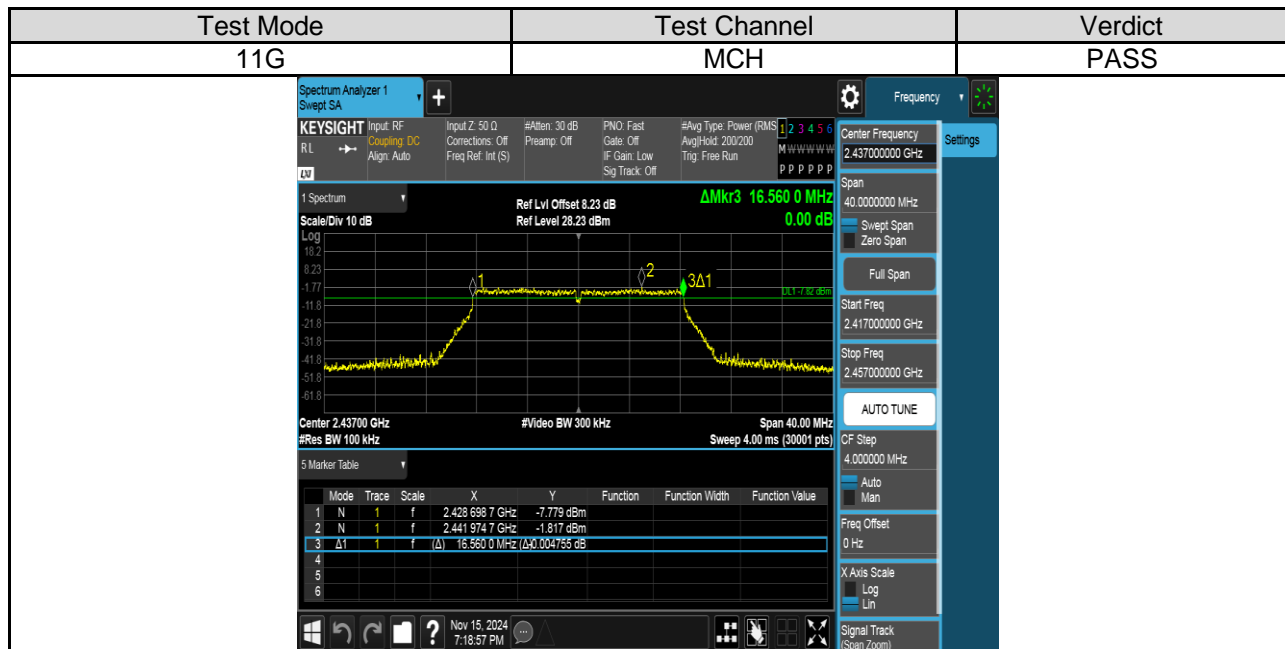 Test Mode Test Channel Verdict
11G MCH PASS
Spectrum Analyzer 1
Swept SA
+
Frequency
KEYSIGHT Input: RF Input Z: 50 Ω #Atten: 30 dB PNO: Fast #Avg Type: Power (RMS 1 2 3 4 5 6
RL Coupling: DC Corrections: Off Preamp: Off Gate: Off Avg|Hold: 200/200 M W W W W W
Align: Auto Freq Ref: Int (S) IF Gain: Low Trig: Free Run
LXI Sig Track: Off P P P P P P
1 Spectrum
Scale/Div 10 dB
Ref Lvl Offset 8.23 dB
Ref Level 28.23 dBm
ΔMkr3 16.560 0 MHz
0.00 dB
Log
18.2
8.23
-1.77
-11.8
-21.8
-31.8
-41.8
-51.8
-61.8
1
2
3Δ1
DL1 -7.82 dBm
Center 2.43700 GHz #Video BW 300 kHz Span 40.00 MHz
#Res BW 100 kHz Sweep 4.00 ms (30001 pts)
5 Marker Table
Mode Trace Scale X Y Function Function Width Function Value
1 N 1 f 2.428 698 7 GHz -7.779 dBm
2 N 1 f 2.441 974 7 GHz -1.817 dBm
3 Δ1 1 f (Δ) 16.560 0 MHz (Δ) 0.004755 dB
4
5
6
Nov 15, 2024
7:18:57 PM
Settings
Center Frequency
2.437000000 GHz
Span
40.0000000 MHz
Swept Span
Zero Span
Full Span
Start Freq
2.417000000 GHz
Stop Freq
2.457000000 GHz
AUTO TUNE
CF Step
4.000000 MHz
Auto
Man
Freq Offset
0 Hz
X Axis Scale
Log
Lin
Signal Track
(Span Zoom)